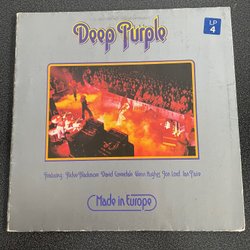 Deep Purple
LP
4
Featuring: Ritchie Blackmore David Coverdale Glenn Hughes Jon Lord Ian Paice
Made in Europe